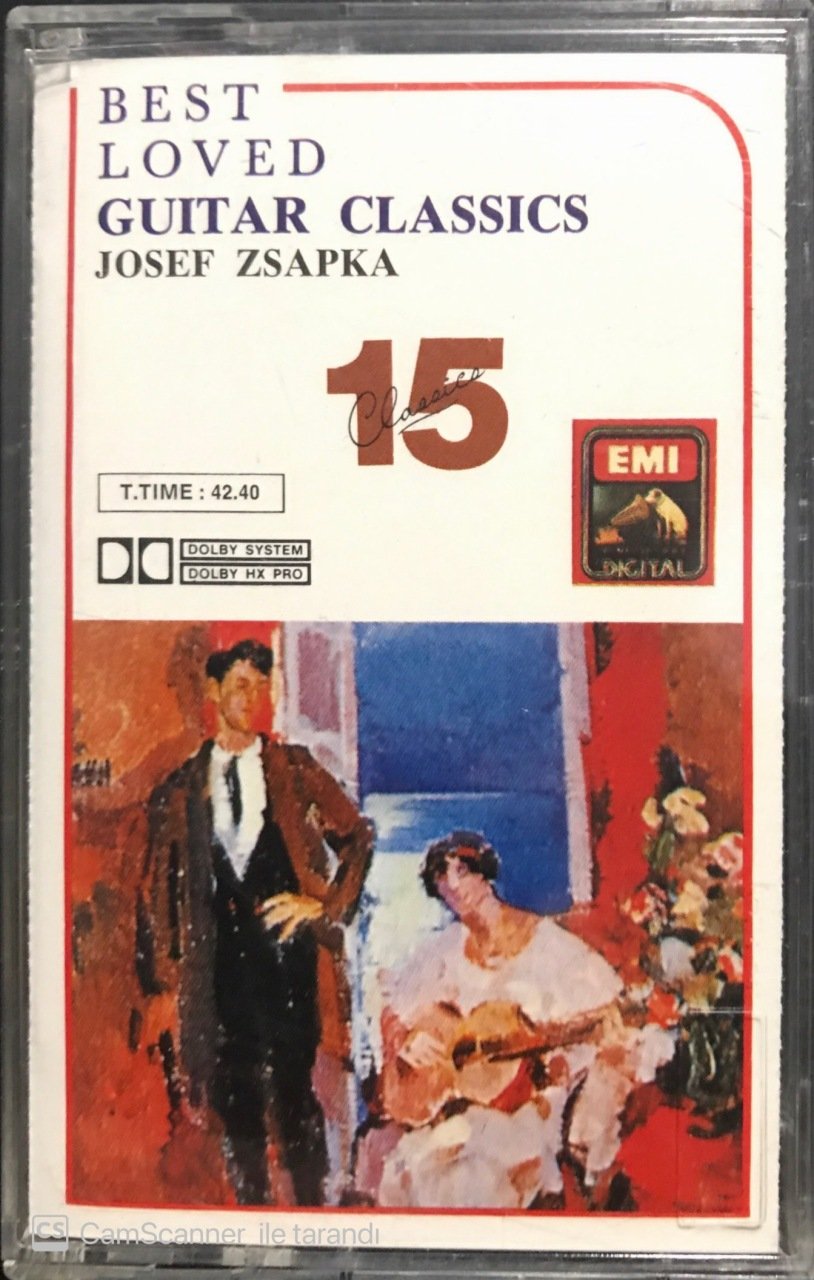 BEST
LOVED
GUITAR CLASSICS
JOSEF ZSAPKA
15
Classics
EMI
DIGITAL
T.TIME : 42.40
DOLBY SYSTEM
DOLBY HX PRO
CS CamScanner ile tarandı